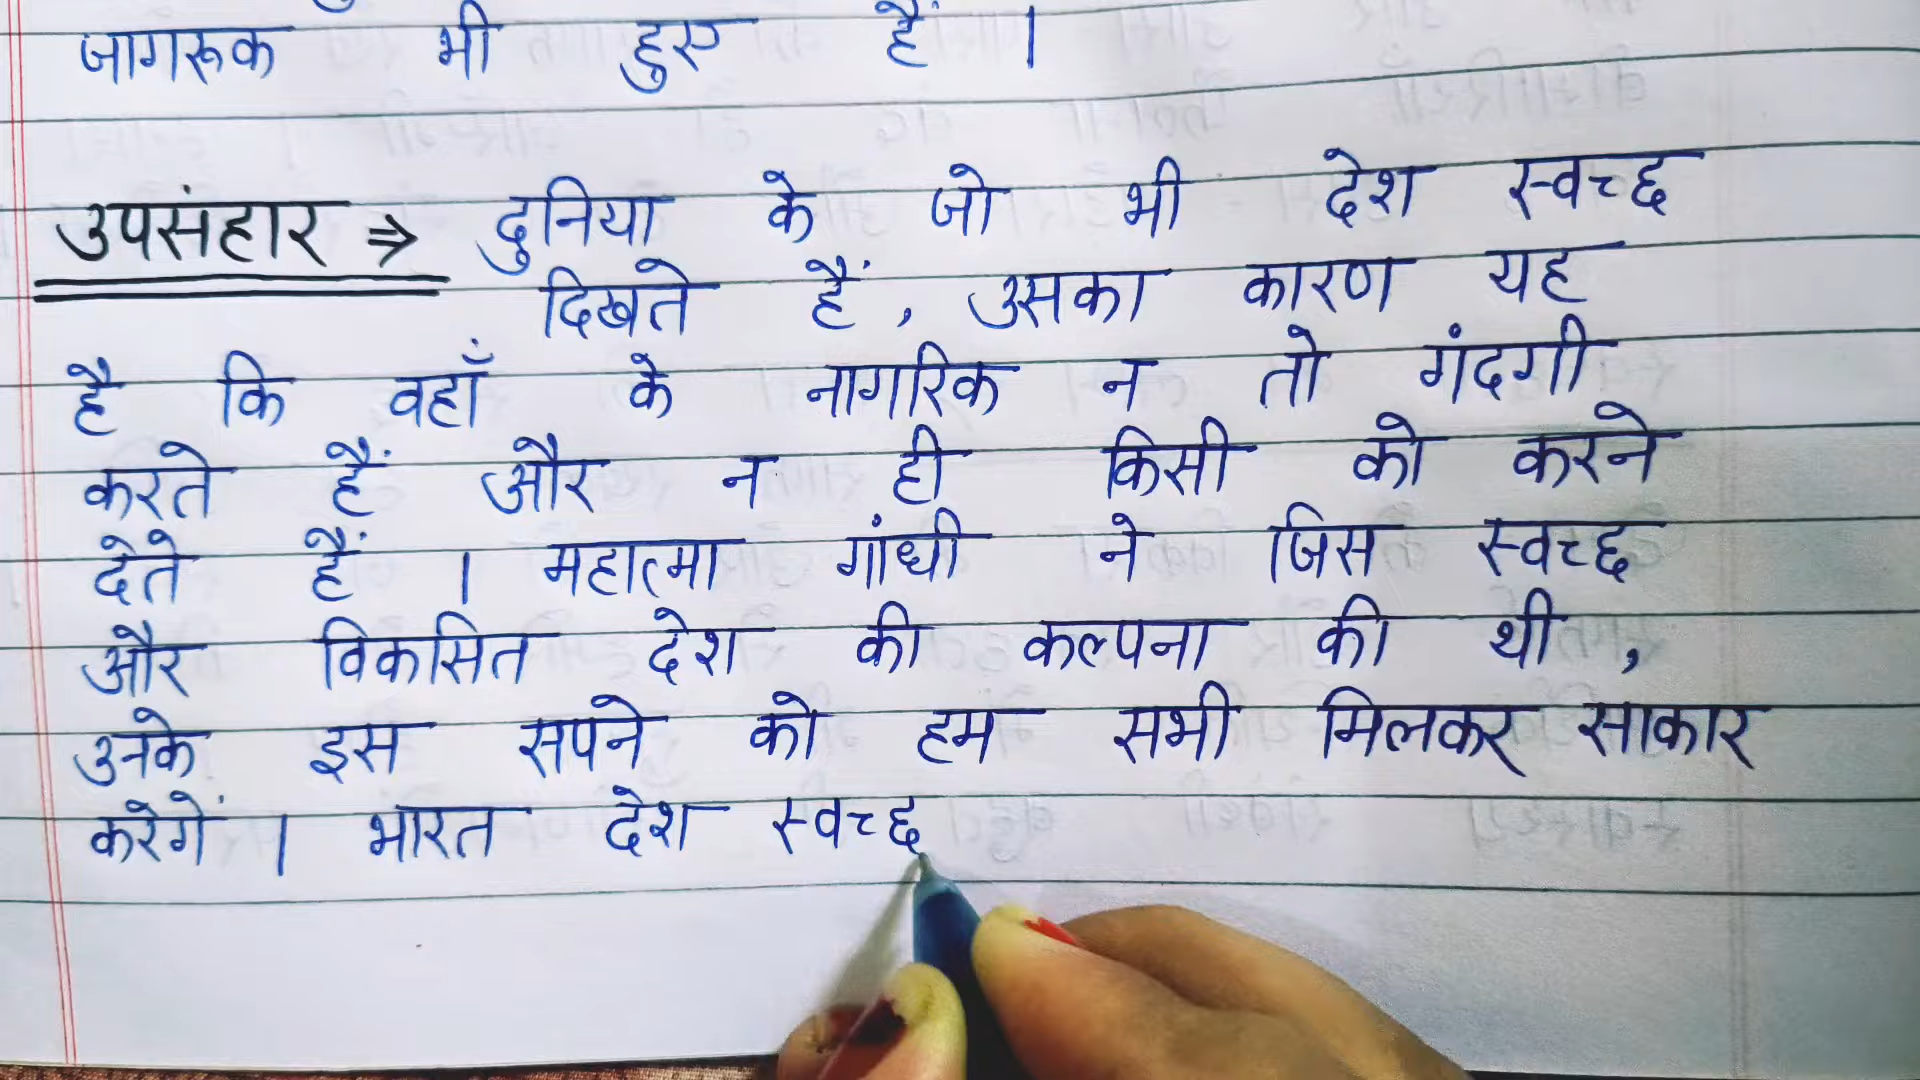 जागरूक भी हुए हैं ।
उपसंहार ⇒ दुनिया के जो भी देश स्वच्छ
दिखते हैं, उसका कारण यह
है कि वहाँ के नागरिक न तो गंदगी
करते हैं और न ही किसी को करने
देते हैं । महात्मा गांधी ने जिस स्वच्छ
और विकसित देश की कल्पना की थी,
उनके इस सपने को हम सभी मिलकर साकार
करेगें । भारत देश स्वच्छ